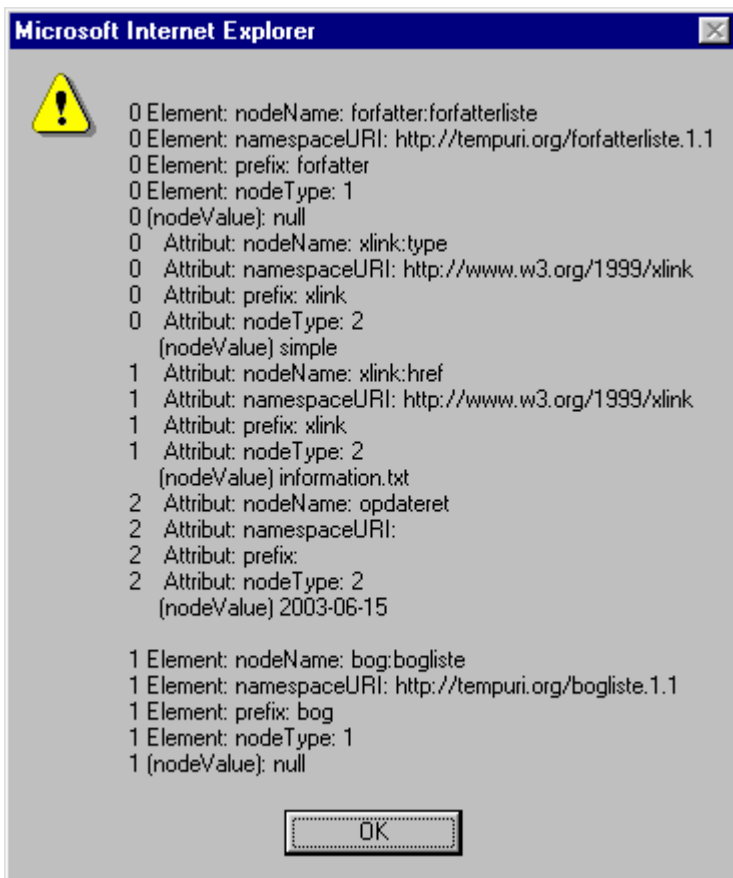 Microsoft Internet Explorer
0 Element: nodeName: forfatter:forfatterliste
0 Element: namespaceURI: http://tempuri.org/forfatterliste.1.1
0 Element: prefix: forfatter
0 Element: nodeType: 1
0 (nodeValue): null
0 Attribut: nodeName: xlink:type
0 Attribut: namespaceURI: http://www.w3.org/1999/xlink
0 Attribut: prefix: xlink
0 Attribut: nodeType: 2
(nodeValue) simple
1 Attribut: nodeName: xlink:href
1 Attribut: namespaceURI: http://www.w3.org/1999/xlink
1 Attribut: prefix: xlink
1 Attribut: nodeType: 2
(nodeValue) information.txt
2 Attribut: nodeName: opdateret
2 Attribut: namespaceURI:
2 Attribut: prefix:
2 Attribut: nodeType: 2
(nodeValue) 2003-06-15
1 Element: nodeName: bog:bogliste
1 Element: namespaceURI: http://tempuri.org/bogliste.1.1
1 Element: prefix: bog
1 Element: nodeType: 1
1 (nodeValue): null
OK